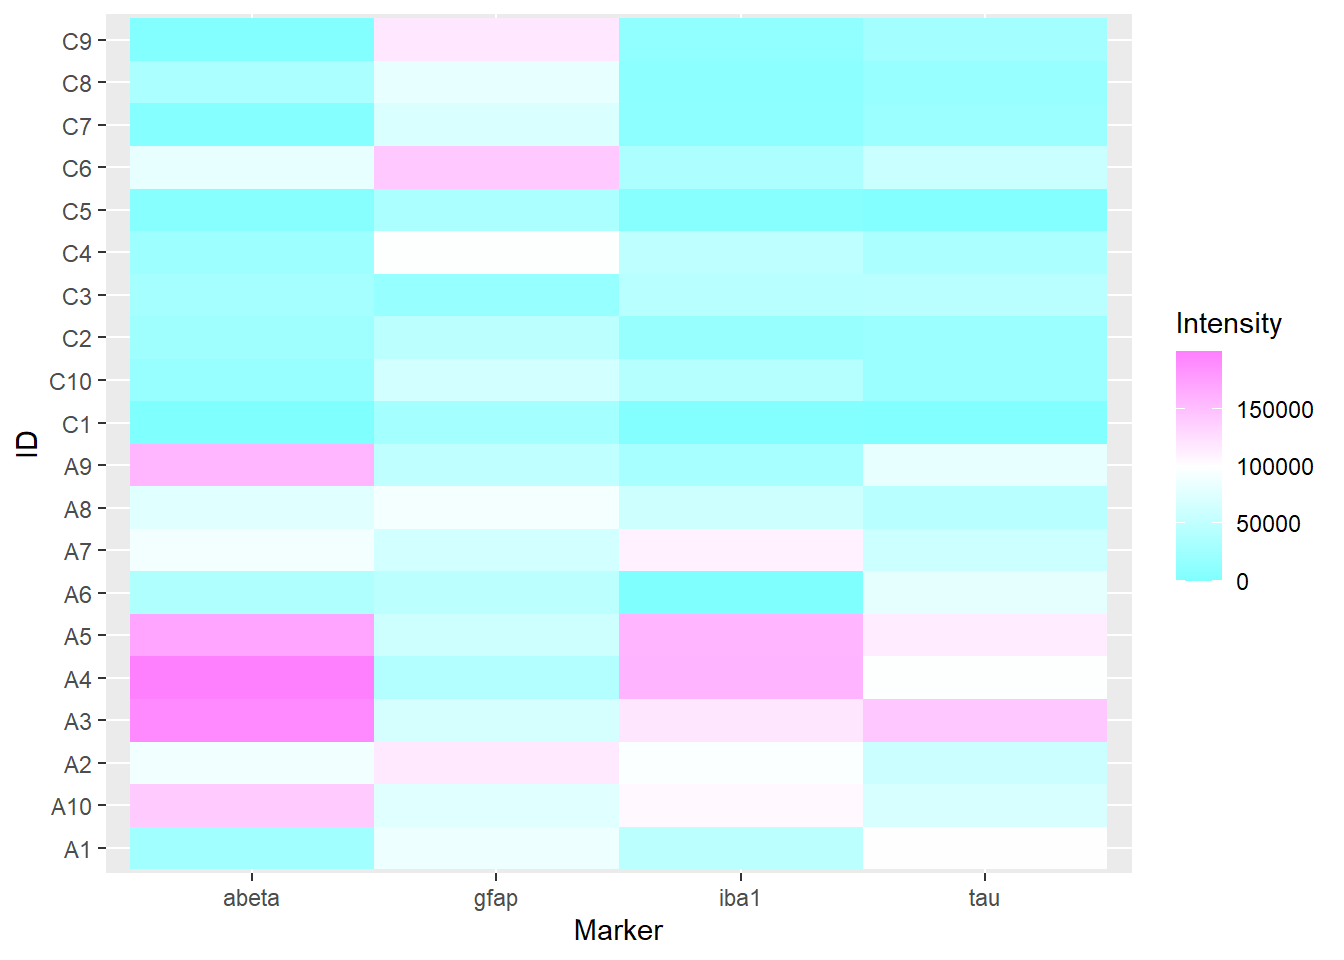 C9
C8
C7
C6
C5
C4
C3
C2
C10
C1
A9
A8
A7
A6
A5
A4
A3
A2
A10
A1
ID
abeta gfap iba1 tau
Marker
Intensity
150000
100000
50000
0